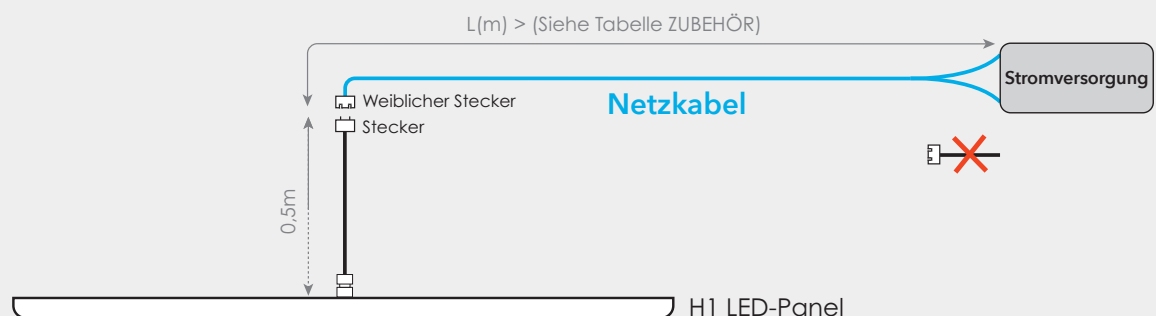 L(m) > (Siehe Tabelle ZUBEHÖR)
Stromversorgung
Weiblicher Stecker
Netzkabel
Stecker
0,5m
H1 LED-Panel